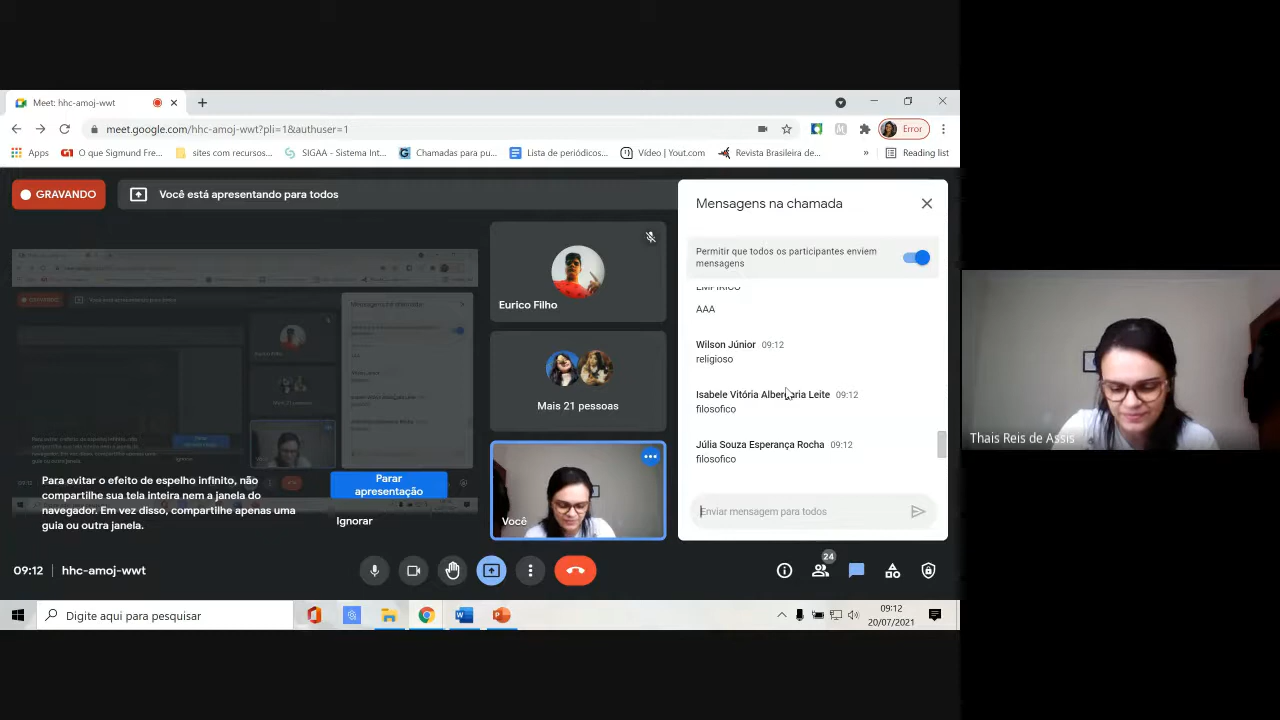 Meet: hhc-amoj-wwt
meet.google.com/hhc-amoj-wwt?pli=1&authuser=1
Error
Apps
O que Sigmund Fre...
sites com recursos...
SIGAA - Sistema Int...
Chamadas para pu...
Lista de periódicos...
Vídeo | Yout.com
Revista Brasileira de...
»
Reading list
GRAVANDO
Você está apresentando para todos
Mensagens na chamada
Permitir que todos os participantes enviem
mensagens
EMPIRICO
AAA
Wilson Júnior 09:12
religioso
Isabele Vitória Albergaria Leite 09:12
filosofico
Júlia Souza Esperança Rocha 09:12
filosofico
Enviar mensagem para todos
Eurico Filho
Mais 21 pessoas
Você
Para evitar o efeito de espelho infinito, não
compartilhe sua tela inteira nem a janela do
navegador. Em vez disso, compartilhe apenas uma
guia ou outra janela.
Parar
apresentação
Ignorar
Thais Reis de Assis
09:12
hhc-amoj-wwt
24
Digite aqui para pesquisar
09:12
20/07/2021